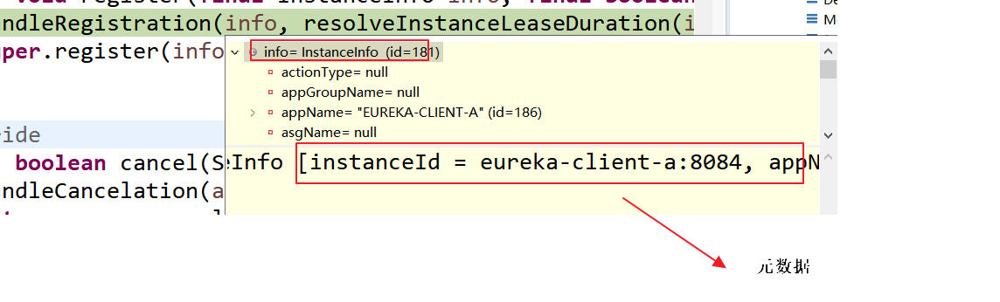 void register(final InstanceInfo info, final boolean
ndleRegistration(info, resolveInstanceLeaseDuration(i
per.register(info
info= InstanceInfo (id=181)
actionType= null
appGroupName= null
appName= "EUREKA-CLIENT-A" (id=186)
asgName= null
ide
boolean cancel(S
eInfo [instanceId = eureka-client-a:8084, appN
ndleCancelation(a
元数据